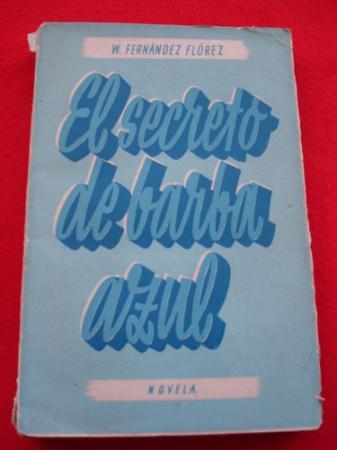 W. FERNÁNDEZ FLÓREZ
El secreto
de barba
azul
NOVELA